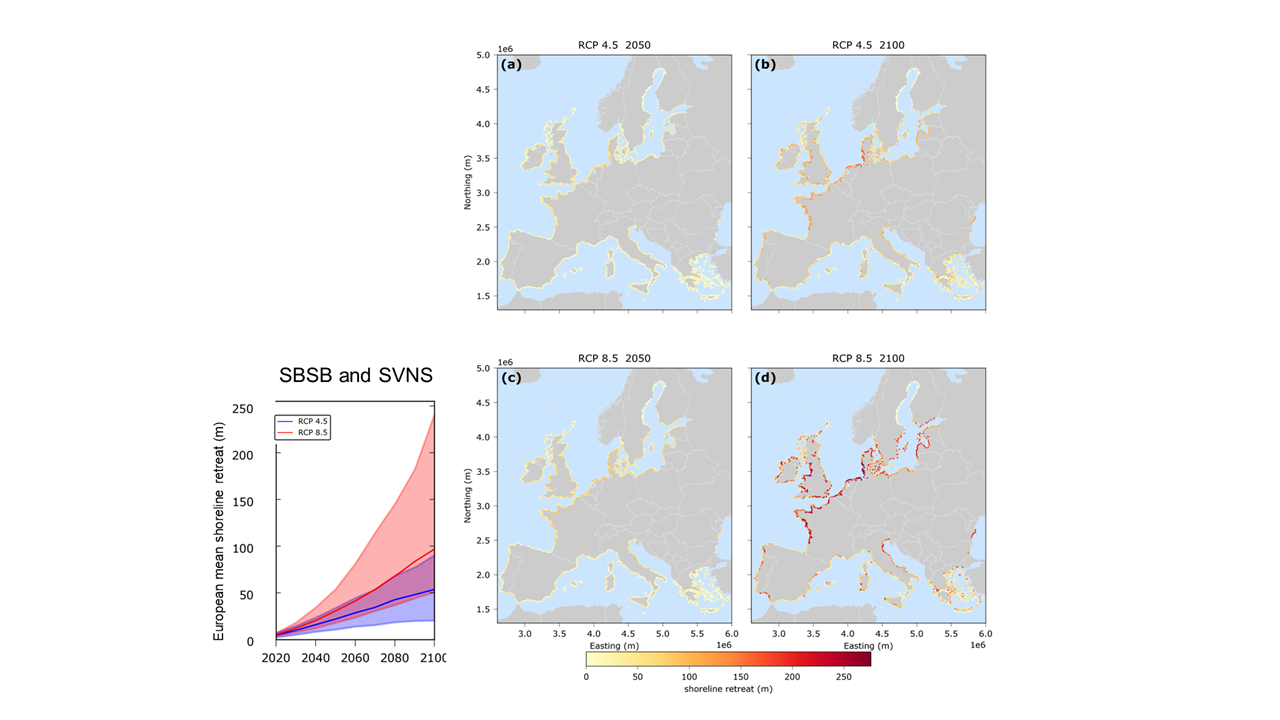 RCP 4.5 2050
RCP 4.5 2100
1e6
5.0
4.5
4.0
3.5
3.0
2.5
2.0
1.5
Northing (m)
(a)
(b)
SBSB and SVNS
European mean shoreline retreat (m)
250
200
150
100
50
0
RCP 4.5
RCP 8.5
2020 2040 2060 2080 2100
RCP 8.5 2050
RCP 8.5 2100
1e6
5.0
4.5
4.0
3.5
3.0
2.5
2.0
1.5
Northing (m)
(c)
(d)
3.0 3.5 4.0 4.5 5.0 5.5 6.0
3.0 3.5 4.0 4.5 5.0 5.5 6.0
Easting (m) 1e6
Easting (m) 1e6
0 50 100 150 200 250
shoreline retreat (m)